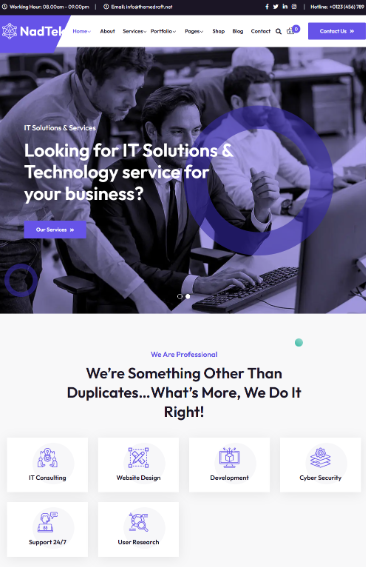 Working Hour: 08.00am - 09.00pm
Email: info@themedraft.net
Hotline: +0123 (456) 789
NadTek
Home
About
Services
Portfolio
Pages
Shop
Blog
Contact
0
Contact Us »
IT Solutions & Services
Looking for IT Solutions &
Technology service for
your business?
Our Services »
We Are Professional
We're Something Other Than
Duplicates...What's More, We Do It
Right!
IT Consulting
Website Design
Development
Cyber Security
Support 24/7
User Research